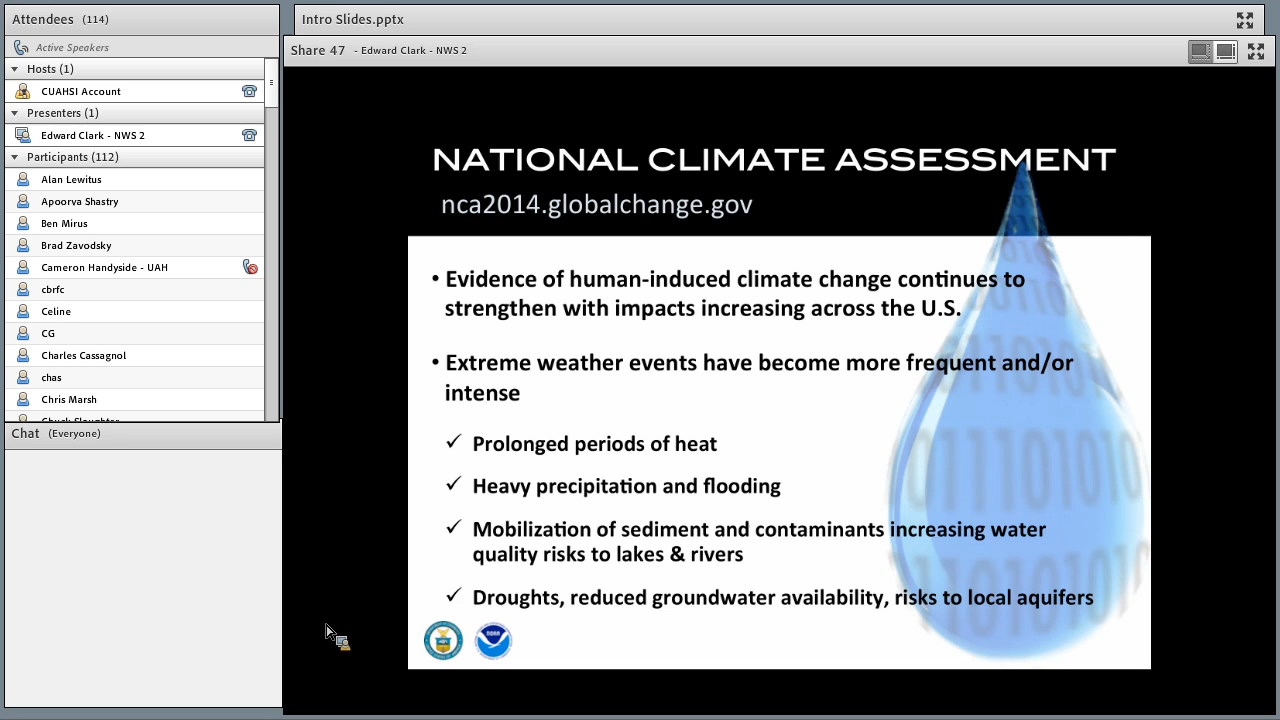 Attendees (114)
Active Speakers
Hosts (1)
CUAHSI Account
Presenters (1)
Edward Clark - NWS 2
Participants (112)
Alan Lewitus
Apoorva Shastry
Ben Mirus
Brad Zavodsky
Cameron Handyside - UAH
cbrfc
Celine
CG
Charles Cassagnol
chas
Chris Marsh
Chat (Everyone)
Intro Slides.pptx
Share 47 - Edward Clark - NWS 2
NATIONAL CLIMATE ASSESSMENT
nca2014.globalchange.gov
• Evidence of human-induced climate change continues to
strengthen with impacts increasing across the U.S.
• Extreme weather events have become more frequent and/or
intense
✓ Prolonged periods of heat
✓ Heavy precipitation and flooding
✓ Mobilization of sediment and contaminants increasing water
quality risks to lakes & rivers
✓ Droughts, reduced groundwater availability, risks to local aquifers